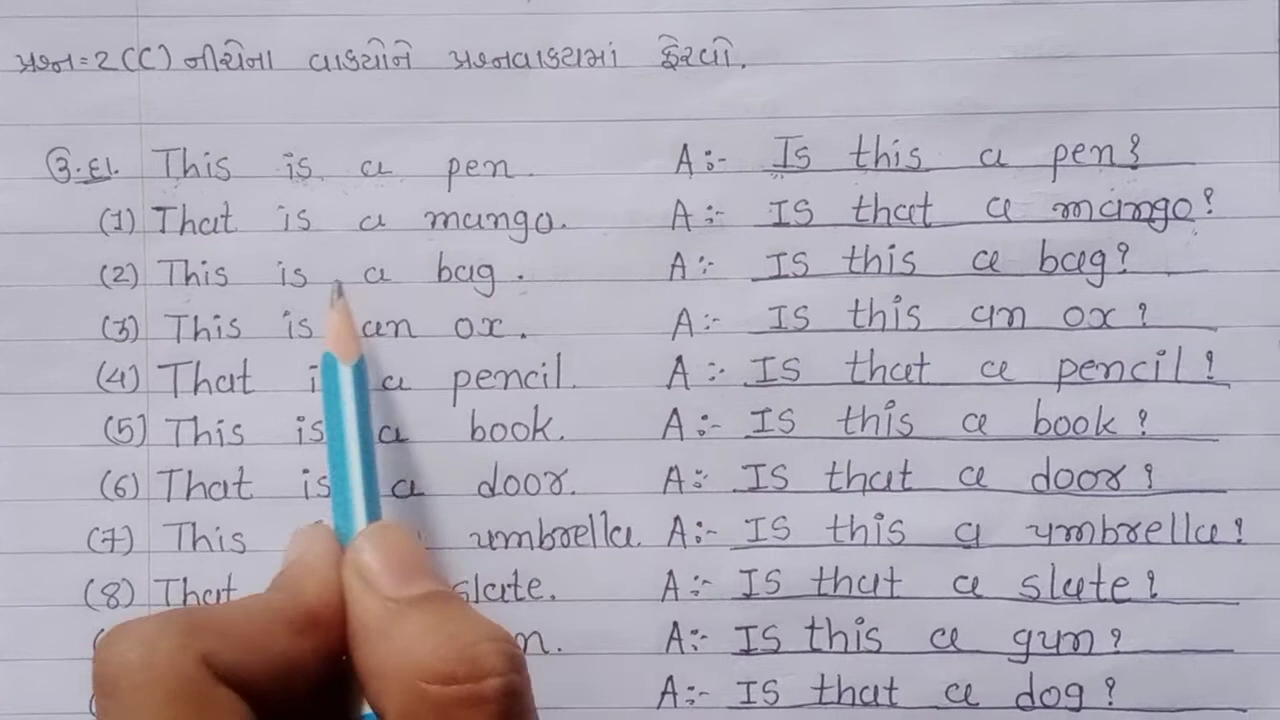 પ્રશ્ન=2(C) નીચેના વાક્યોને પ્રશ્નવાક્યમાં ફેરવો.
ઉ.દા. This is a pen. A:- Is this a pen?
(1) That is a mango. A:- IS that a mango?
(2) This is a bag. A:- IS this a bag?
(3) This is an ox. A:- IS this an ox?
(4) That a pencil. A:- IS that a pencil?
(5) This is a book. A:- IS this a book?
(6) That is a door. A:- IS that a door?
(7) This umbrella. A:- IS this a umbrella?
(8) That slate. A:- IS that a slate?
A:- IS this a gun?
A:- IS that a dog?